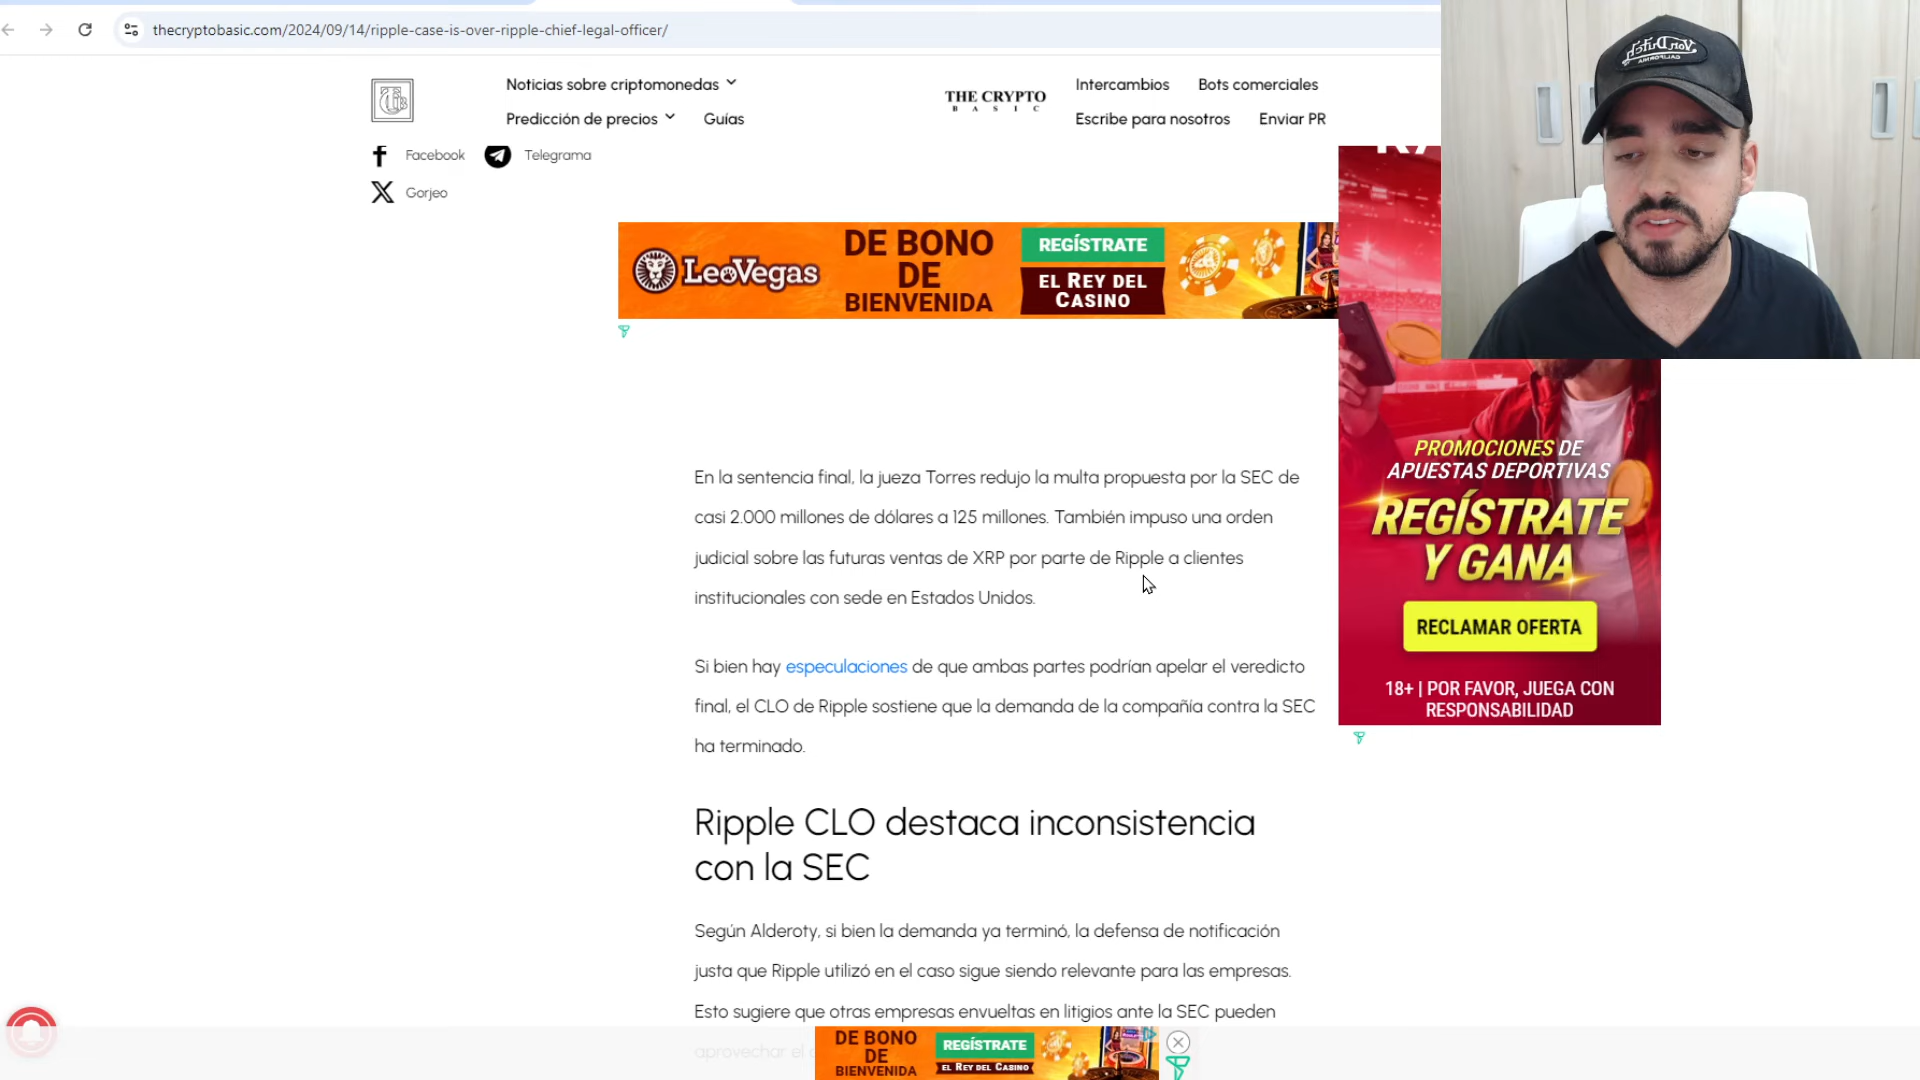 thecryptobasic.com/2024/09/14/ripple-case-is-over-ripple-chief-legal-officer/
Noticias sobre criptomonedas
Predicción de precios
Guías
THE CRYPTO
BASIC
Intercambios
Bots comerciales
Escribe para nosotros
Enviar PR
Facebook
Telegrama
Gorjeo
LeoVegas
DE BONO
DE
BIENVENIDA
REGÍSTRATE
EL REY DEL
CASINO
Von Dutch
CALIFORNIA
En la sentencia final, la jueza Torres redujo la multa propuesta por la SEC de
casi 2.000 millones de dólares a 125 millones. También impuso una orden
judicial sobre las futuras ventas de XRP por parte de Ripple a clientes
institucionales con sede en Estados Unidos.
Si bien hay especulaciones de que ambas partes podrían apelar el veredicto
final, el CLO de Ripple sostiene que la demanda de la compañía contra la SEC
ha terminado.
PROMOCIONES DE
APUESTAS DEPORTIVAS
REGÍSTRATE
Y GANA
RECLAMAR OFERTA
18+ | POR FAVOR, JUEGA CON
RESPONSABILIDAD
Ripple CLO destaca inconsistencia
con la SEC
Según Alderoty, si bien la demanda ya terminó, la defensa de notificación
justa que Ripple utilizó en el caso sigue siendo relevante para las empresas.
Esto sugiere que otras empresas envueltas en litigios ante la SEC pueden
aprovechar el
DE BONO
DE
BIENVENIDA
REGÍSTRATE
EL REY DEL CASINO